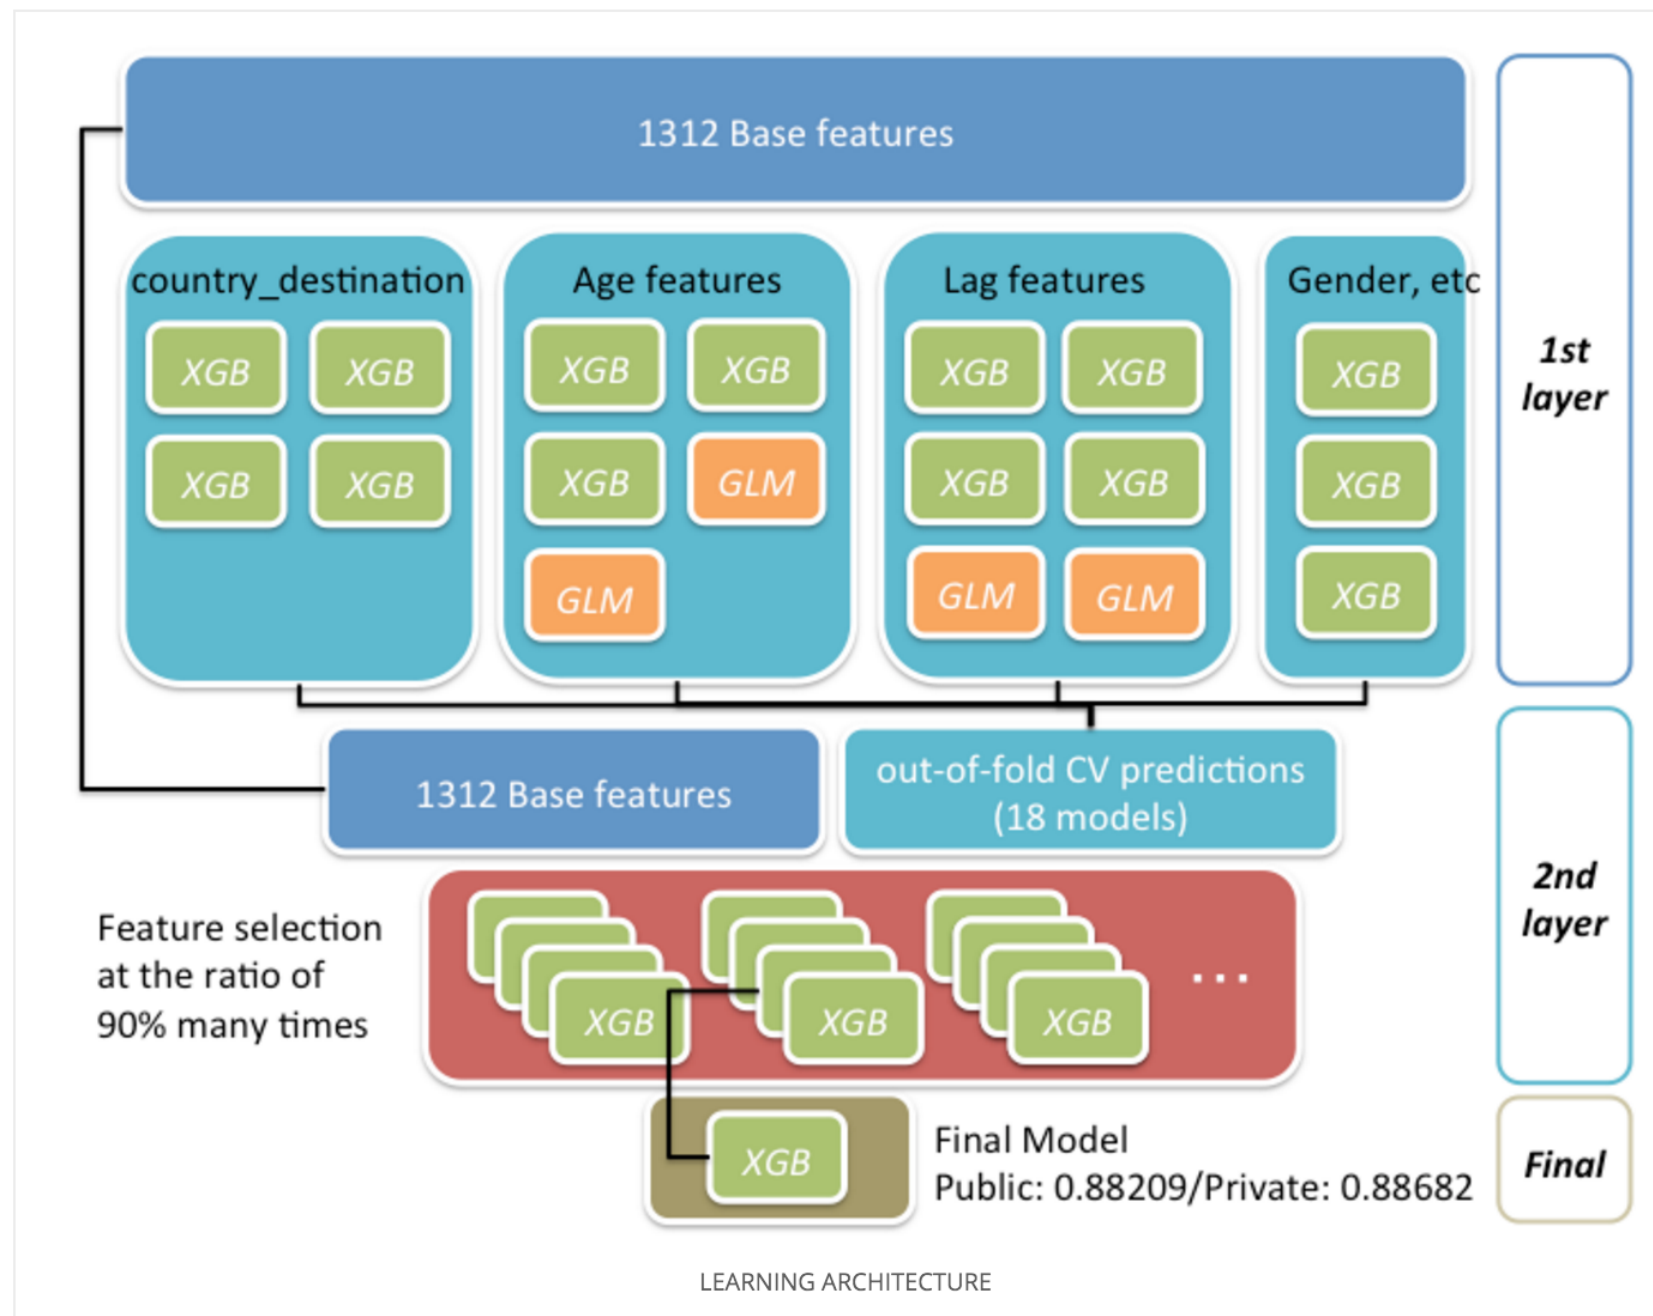 1312 Base features
country_destination
XGB XGB
XGB XGB
Age features
XGB XGB
XGB GLM
GLM
Lag features
XGB XGB
XGB XGB
GLM GLM
Gender, etc
XGB
XGB
XGB
1st
layer
1312 Base features
out-of-fold CV predictions
(18 models)
Feature selection
at the ratio of
90% many times
XGB XGB XGB ...
2nd
layer
XGB
Final Model
Public: 0.88209/Private: 0.88682
Final
LEARNING ARCHITECTURE